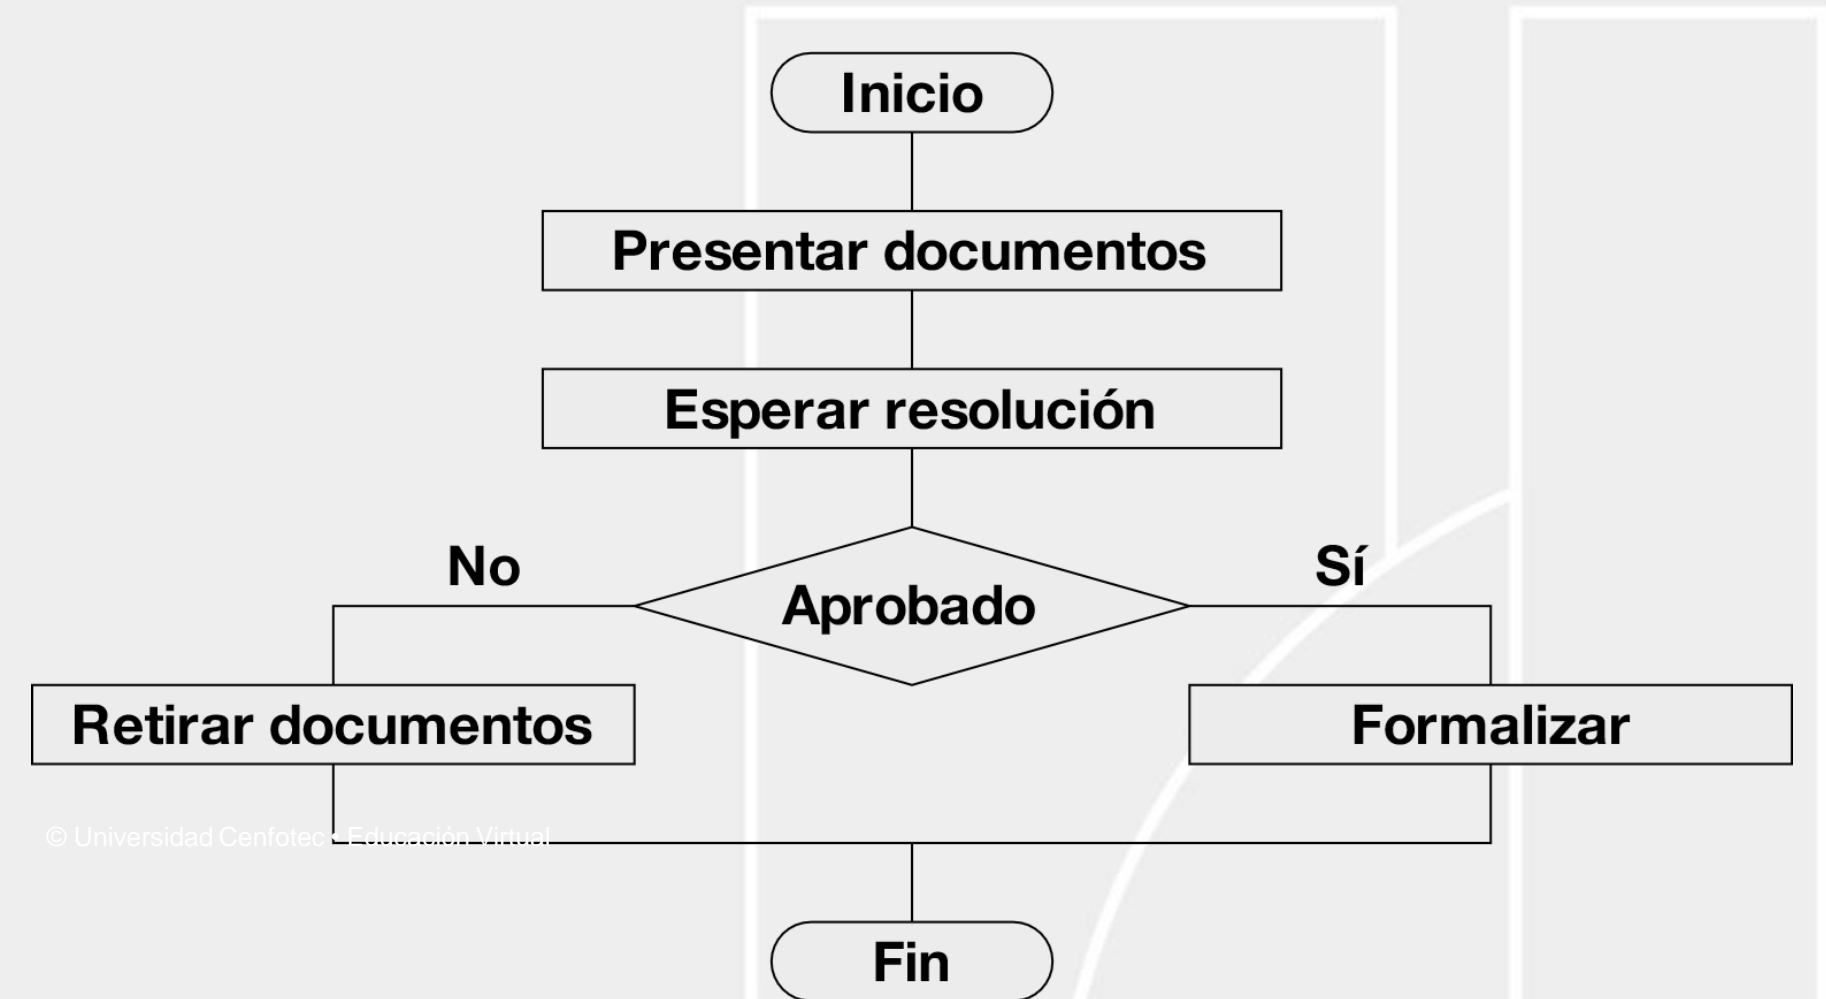 Inicio
Presentar documentos
Esperar resolución
No
Sí
Aprobado
Retirar documentos
Formalizar
© Universidad Cenfotec • Educación Virtual
Fin